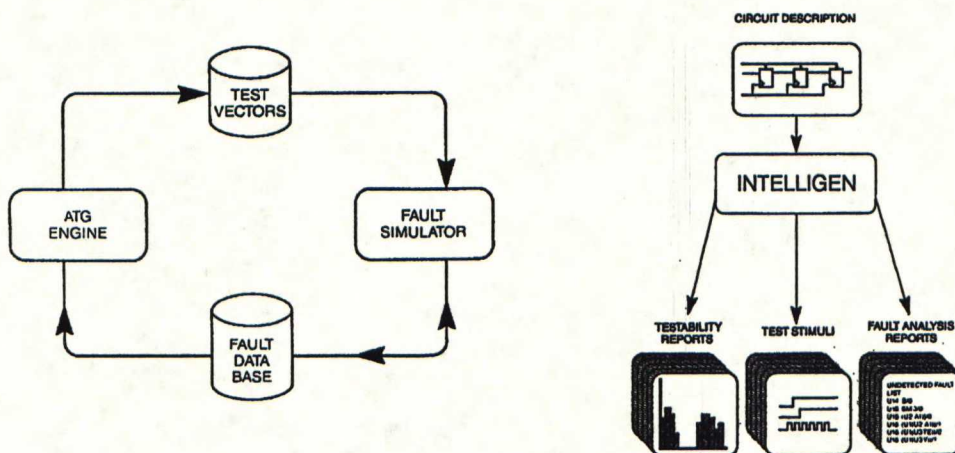 TEST
VECTORS
ATG
ENGINE
FAULT
SIMULATOR
FAULT
DATA
BASE
CIRCUIT DESCRIPTION
INTELLIGEN
TESTABILITY
REPORTS
TEST STIMULI
FAULT ANALYSIS
REPORTS
UNDETECTED FAULT
LIST